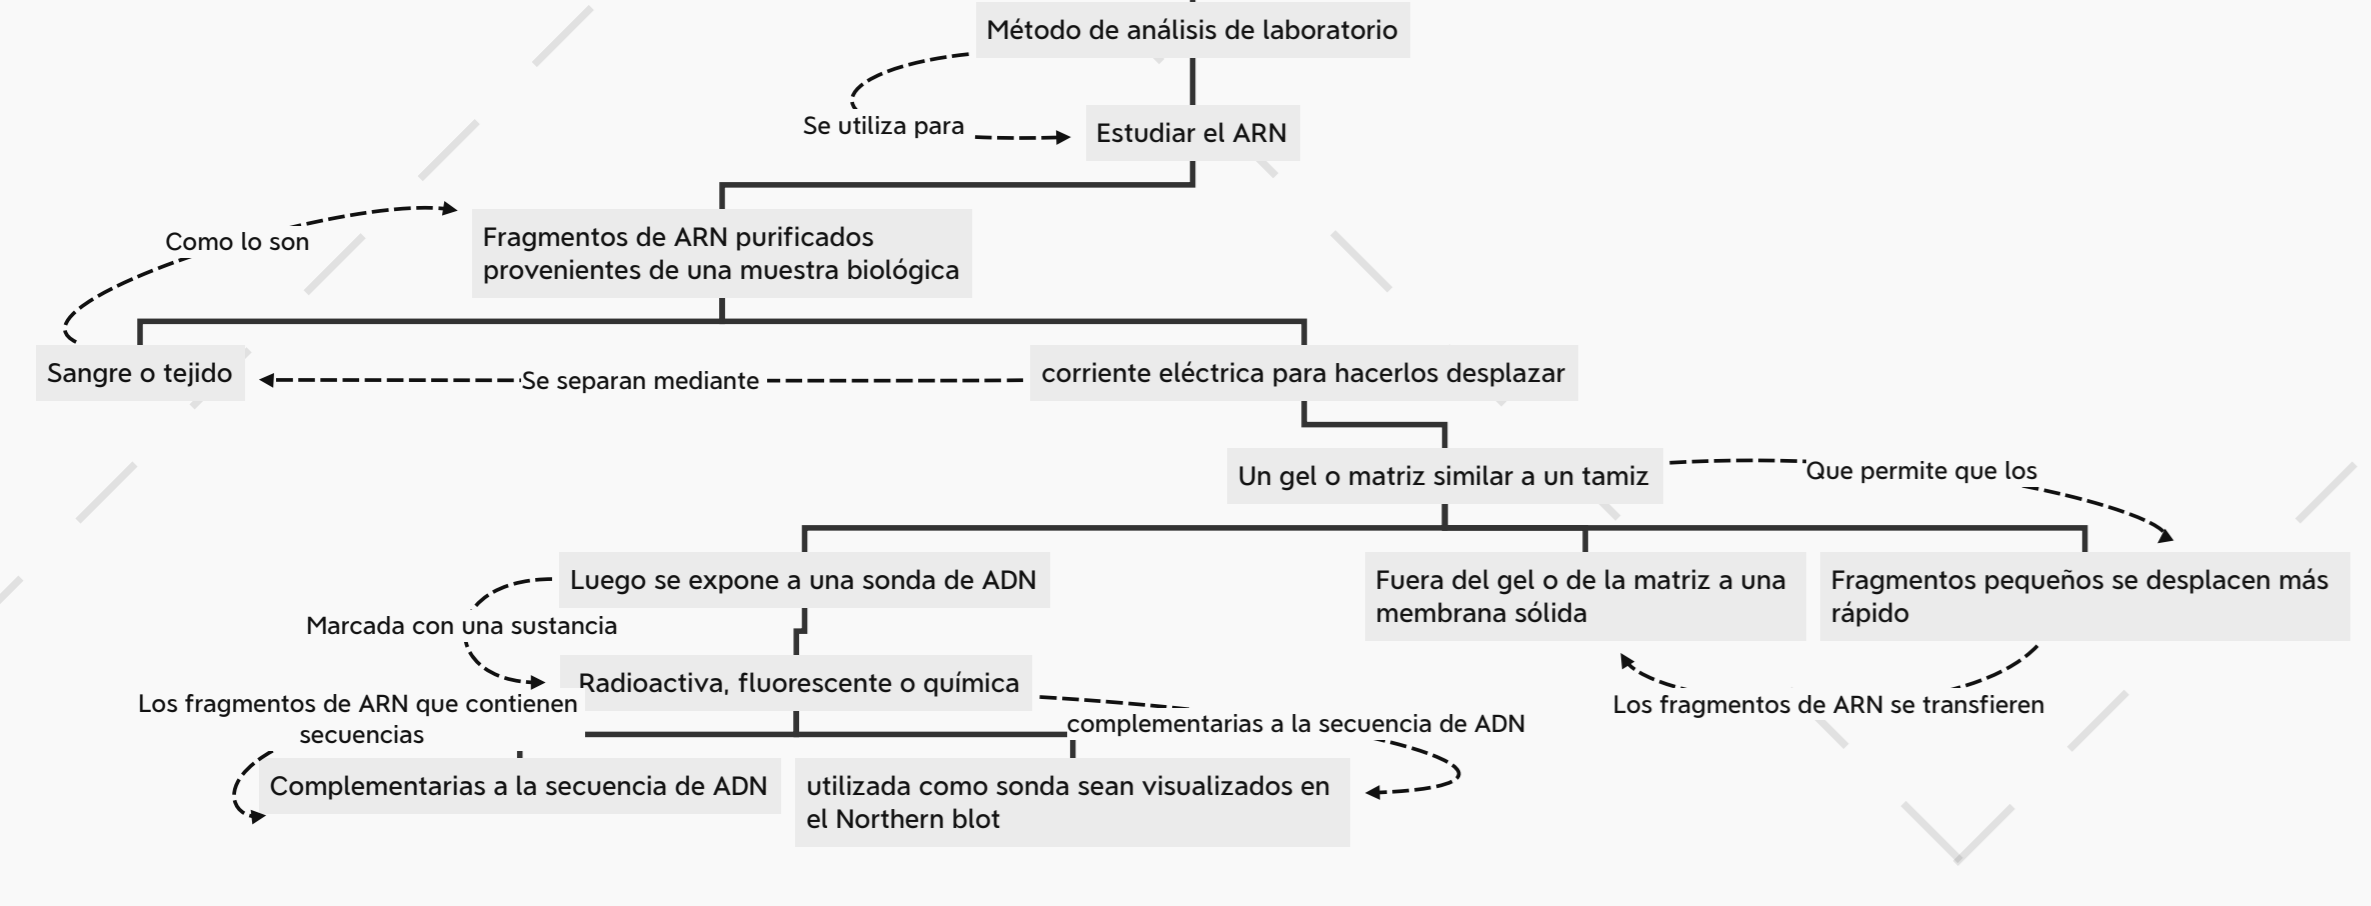 Método de análisis de laboratorio
Se utiliza para
Estudiar el ARN
Como lo son
Fragmentos de ARN purificados
provenientes de una muestra biológica
Sangre o tejido
Se separan mediante
corriente eléctrica para hacerlos desplazar
Un gel o matriz similar a un tamiz
Que permite que los
Luego se expone a una sonda de ADN
Fuera del gel o de la matriz a una
membrana sólida
Fragmentos pequeños se desplacen más
rápido
Marcada con una sustancia
Radioactiva, fluorescente o química
Los fragmentos de ARN que contienen
secuencias
Los fragmentos de ARN se transfieren
complementarias a la secuencia de ADN
Complementarias a la secuencia de ADN
utilizada como sonda sean visualizados en
el Northern blot